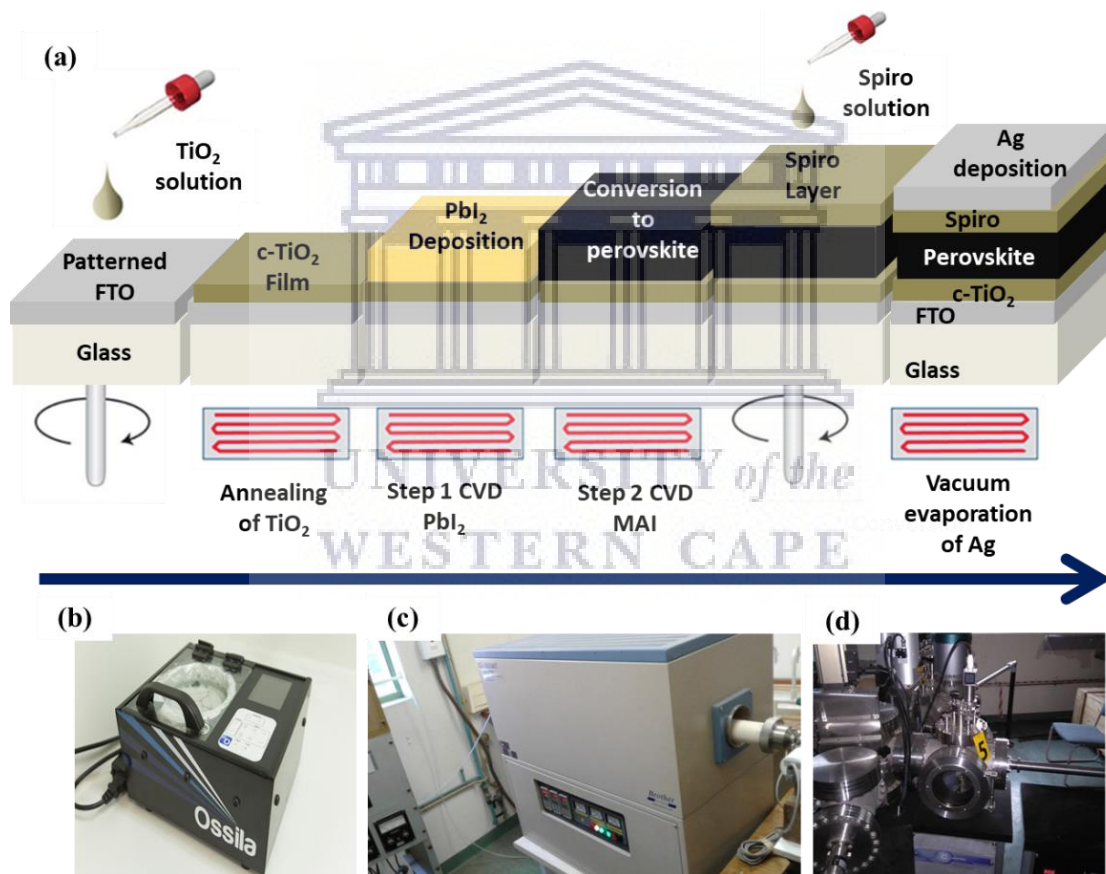 (a)
TiO₂
solution
Spiro
solution
Patterned
FTO
Glass
c-TiO₂
Film
PbI₂
Deposition
Conversion
to
perovskite
Spiro
Layer
Ag
deposition
Spiro
Perovskite
c-TiO₂
FTO
Glass
Annealing
of TiO₂
Step 1 CVD
PbI₂
Step 2 CVD
MAI
Vacuum
evaporation
of Ag
UNIVERSITY of the
WESTERN CAPE
(b)
(c)
(d)
Ossila
Brother
5